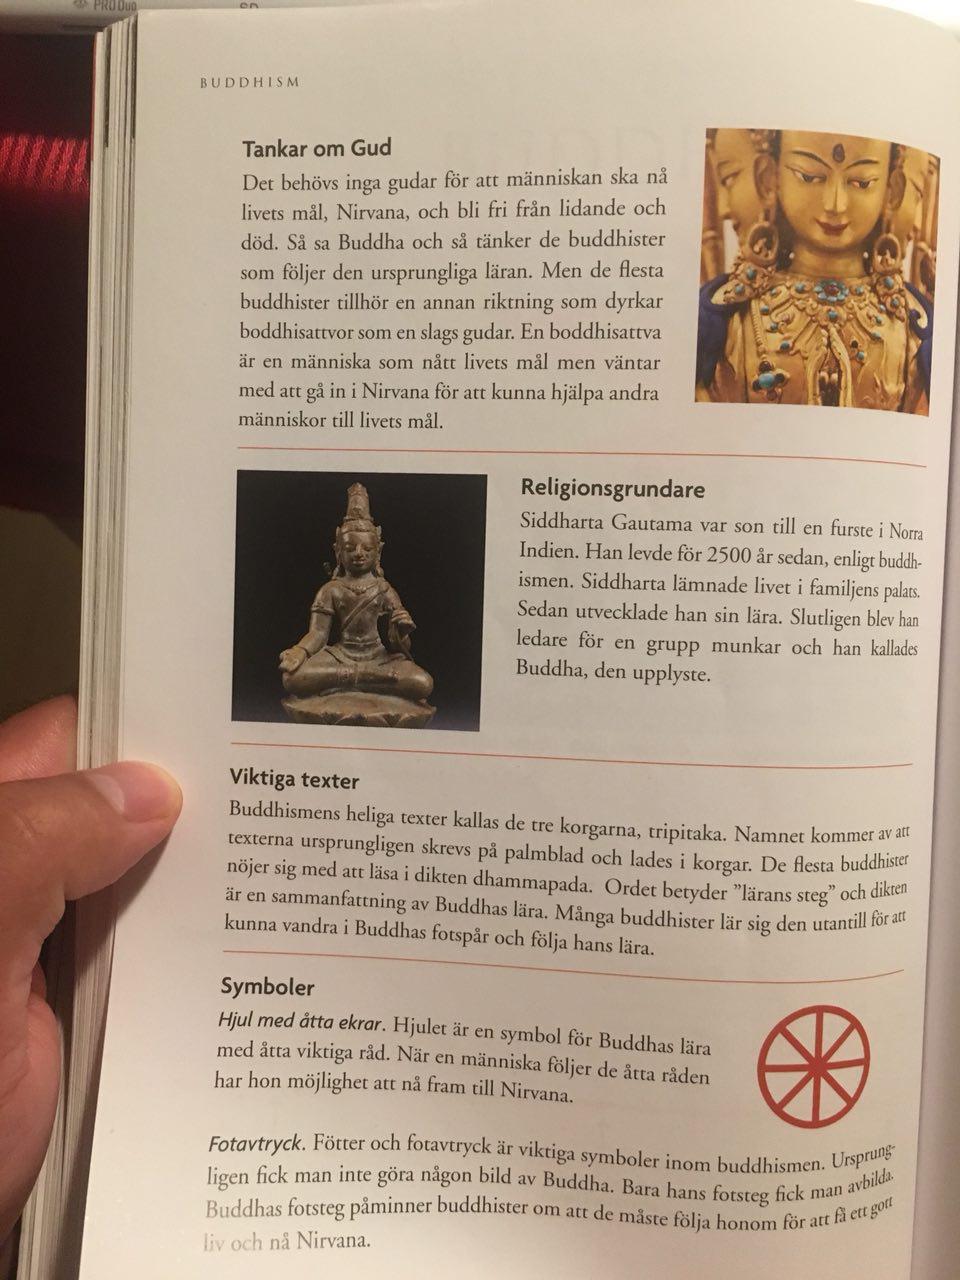 PRO Duo
BUDDHISM
Tankar om Gud
Det behövs inga gudar för att människan ska nå
livets mål, Nirvana, och bli fri från lidande och
död. Så sa Buddha och så tänker de buddhister
som följer den ursprungliga läran. Men de flesta
buddhister tillhör en annan riktning som dyrkar
boddhisattvor som en slags gudar. En boddhisattva
är en människa som nått livets mål men väntar
med att gå in i Nirvana för att kunna hjälpa andra
människor till livets mål.
Religionsgrundare
Siddharta Gautama var son till en furste i Norra
Indien. Han levde för 2500 år sedan, enligt buddh-
ismen. Siddharta lämnade livet i familjens palats.
Sedan utvecklade han sin lära. Slutligen blev han
ledare för en grupp munkar och han kallades
Buddha, den upplyste.
Viktiga texter
Buddhismens heliga texter kallas de tre korgarna, tripitaka. Namnet kommer av att
texterna ursprungligen skrevs på palmblad och lades i korgar. De flesta buddhister
nöjer sig med att läsa i dikten dhammapada. Ordet betyder ”lärans steg” och dikten
är en sammanfattning av Buddhas lära. Många buddhister lär sig den utantill för att
kunna vandra i Buddhas fotspår och följa hans lära.
Symboler
Hjul med åtta ekrar. Hjulet är en symbol för Buddhas lära
med åtta viktiga råd. När en människa följer de åtta råden
har hon möjlighet att nå fram till Nirvana.
Fotavtryck. Fötter och fotavtryck är viktiga symboler inom buddhismen. Ursprung-
ligen fick man inte göra någon bild av Buddha. Bara hans fotsteg fick man avbilda.
Buddhas fotsteg påminner buddhister om att de måste följa honom för att få ett gott
liv och nå Nirvana.